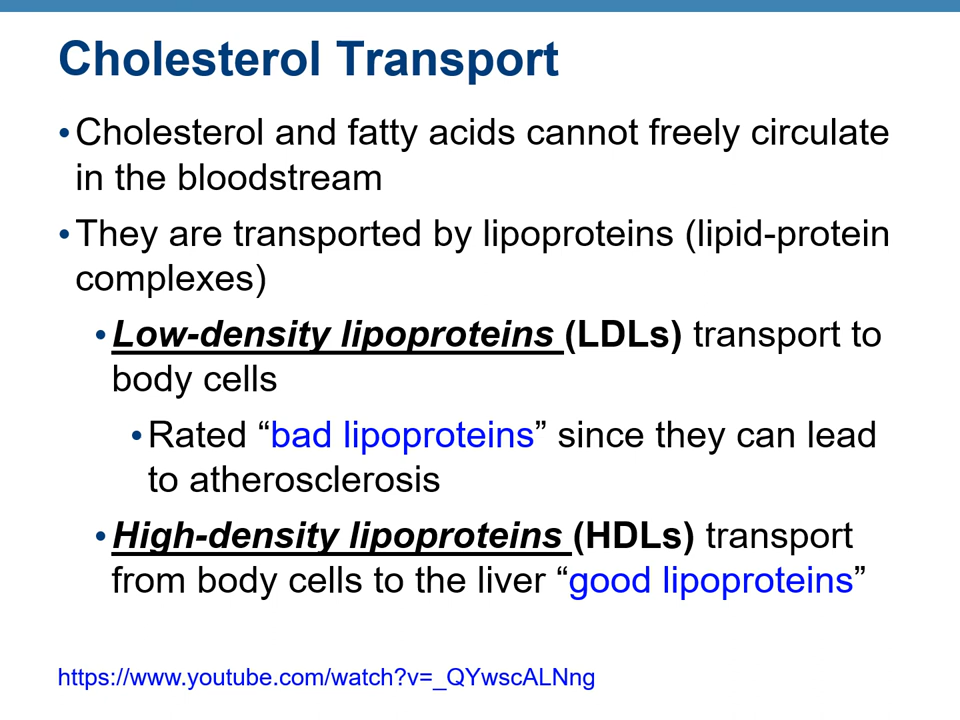 Cholesterol Transport
•Cholesterol and fatty acids cannot freely circulate
in the bloodstream
•They are transported by lipoproteins (lipid-protein
complexes)
•Low-density lipoproteins (LDLs) transport to
body cells
•Rated “bad lipoproteins” since they can lead
to atherosclerosis
•High-density lipoproteins (HDLs) transport
from body cells to the liver “good lipoproteins”
https://www.youtube.com/watch?v=_QYwscALNng